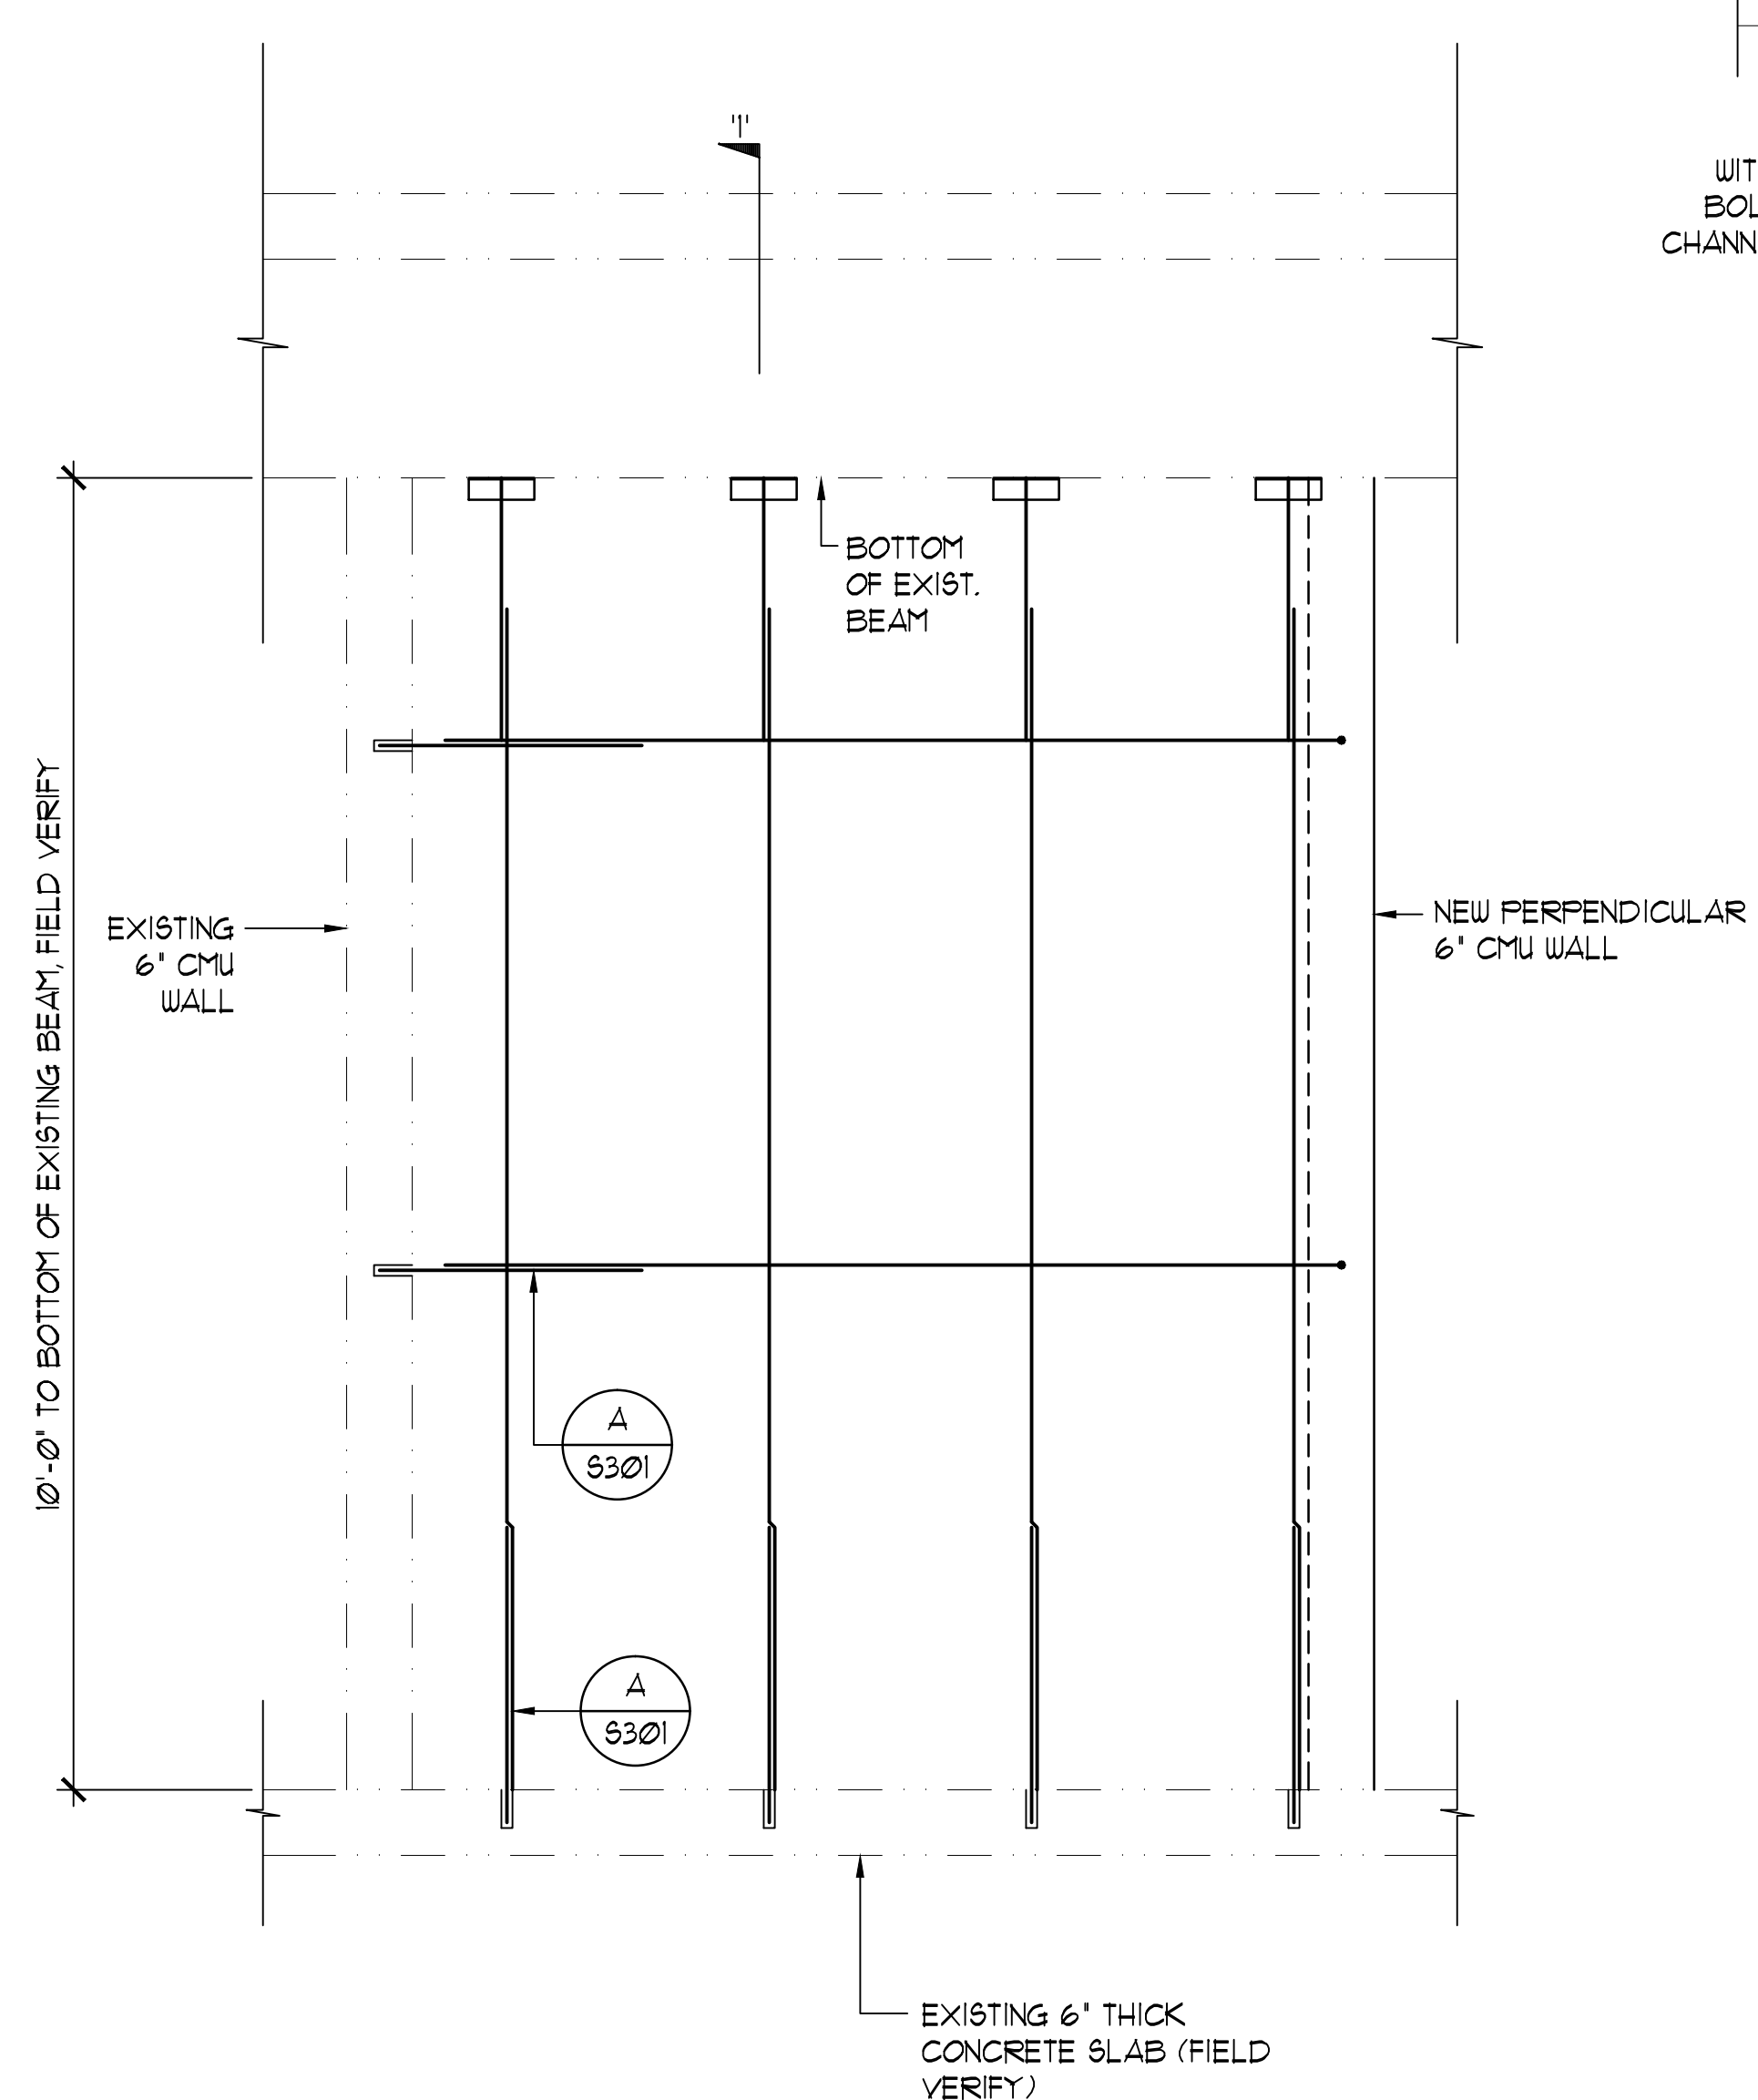 "1"
WIT
BOL
CHANN
BOTTOM
OF EXIST.
BEAM
10'-0" TO BOTTOM OF EXISTING BEAM, FIELD VERIFY
EXISTING
6" CMU
WALL
NEW PERPENDICULAR
6" CMU WALL
A
S301
A
S301
EXISTING 6" THICK
CONCRETE SLAB (FIELD
VERIFY)